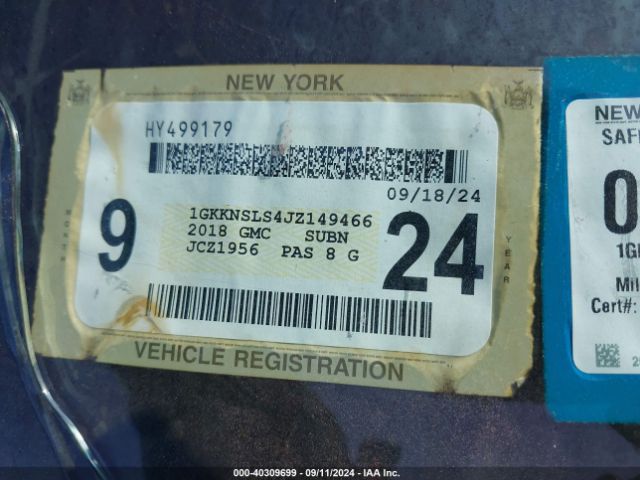 NEW YORK
HY499179
09/18/24
MONTH
9
1GKKNSLS4JZ149466
2018 GMC SUBN
JCZ1956 PAS 8 G
24
YEAR
VEHICLE REGISTRATION
NEW
SAF
0
1G
Mil
Cert#:
000-40309699 - 09/11/2024 - IAA Inc.